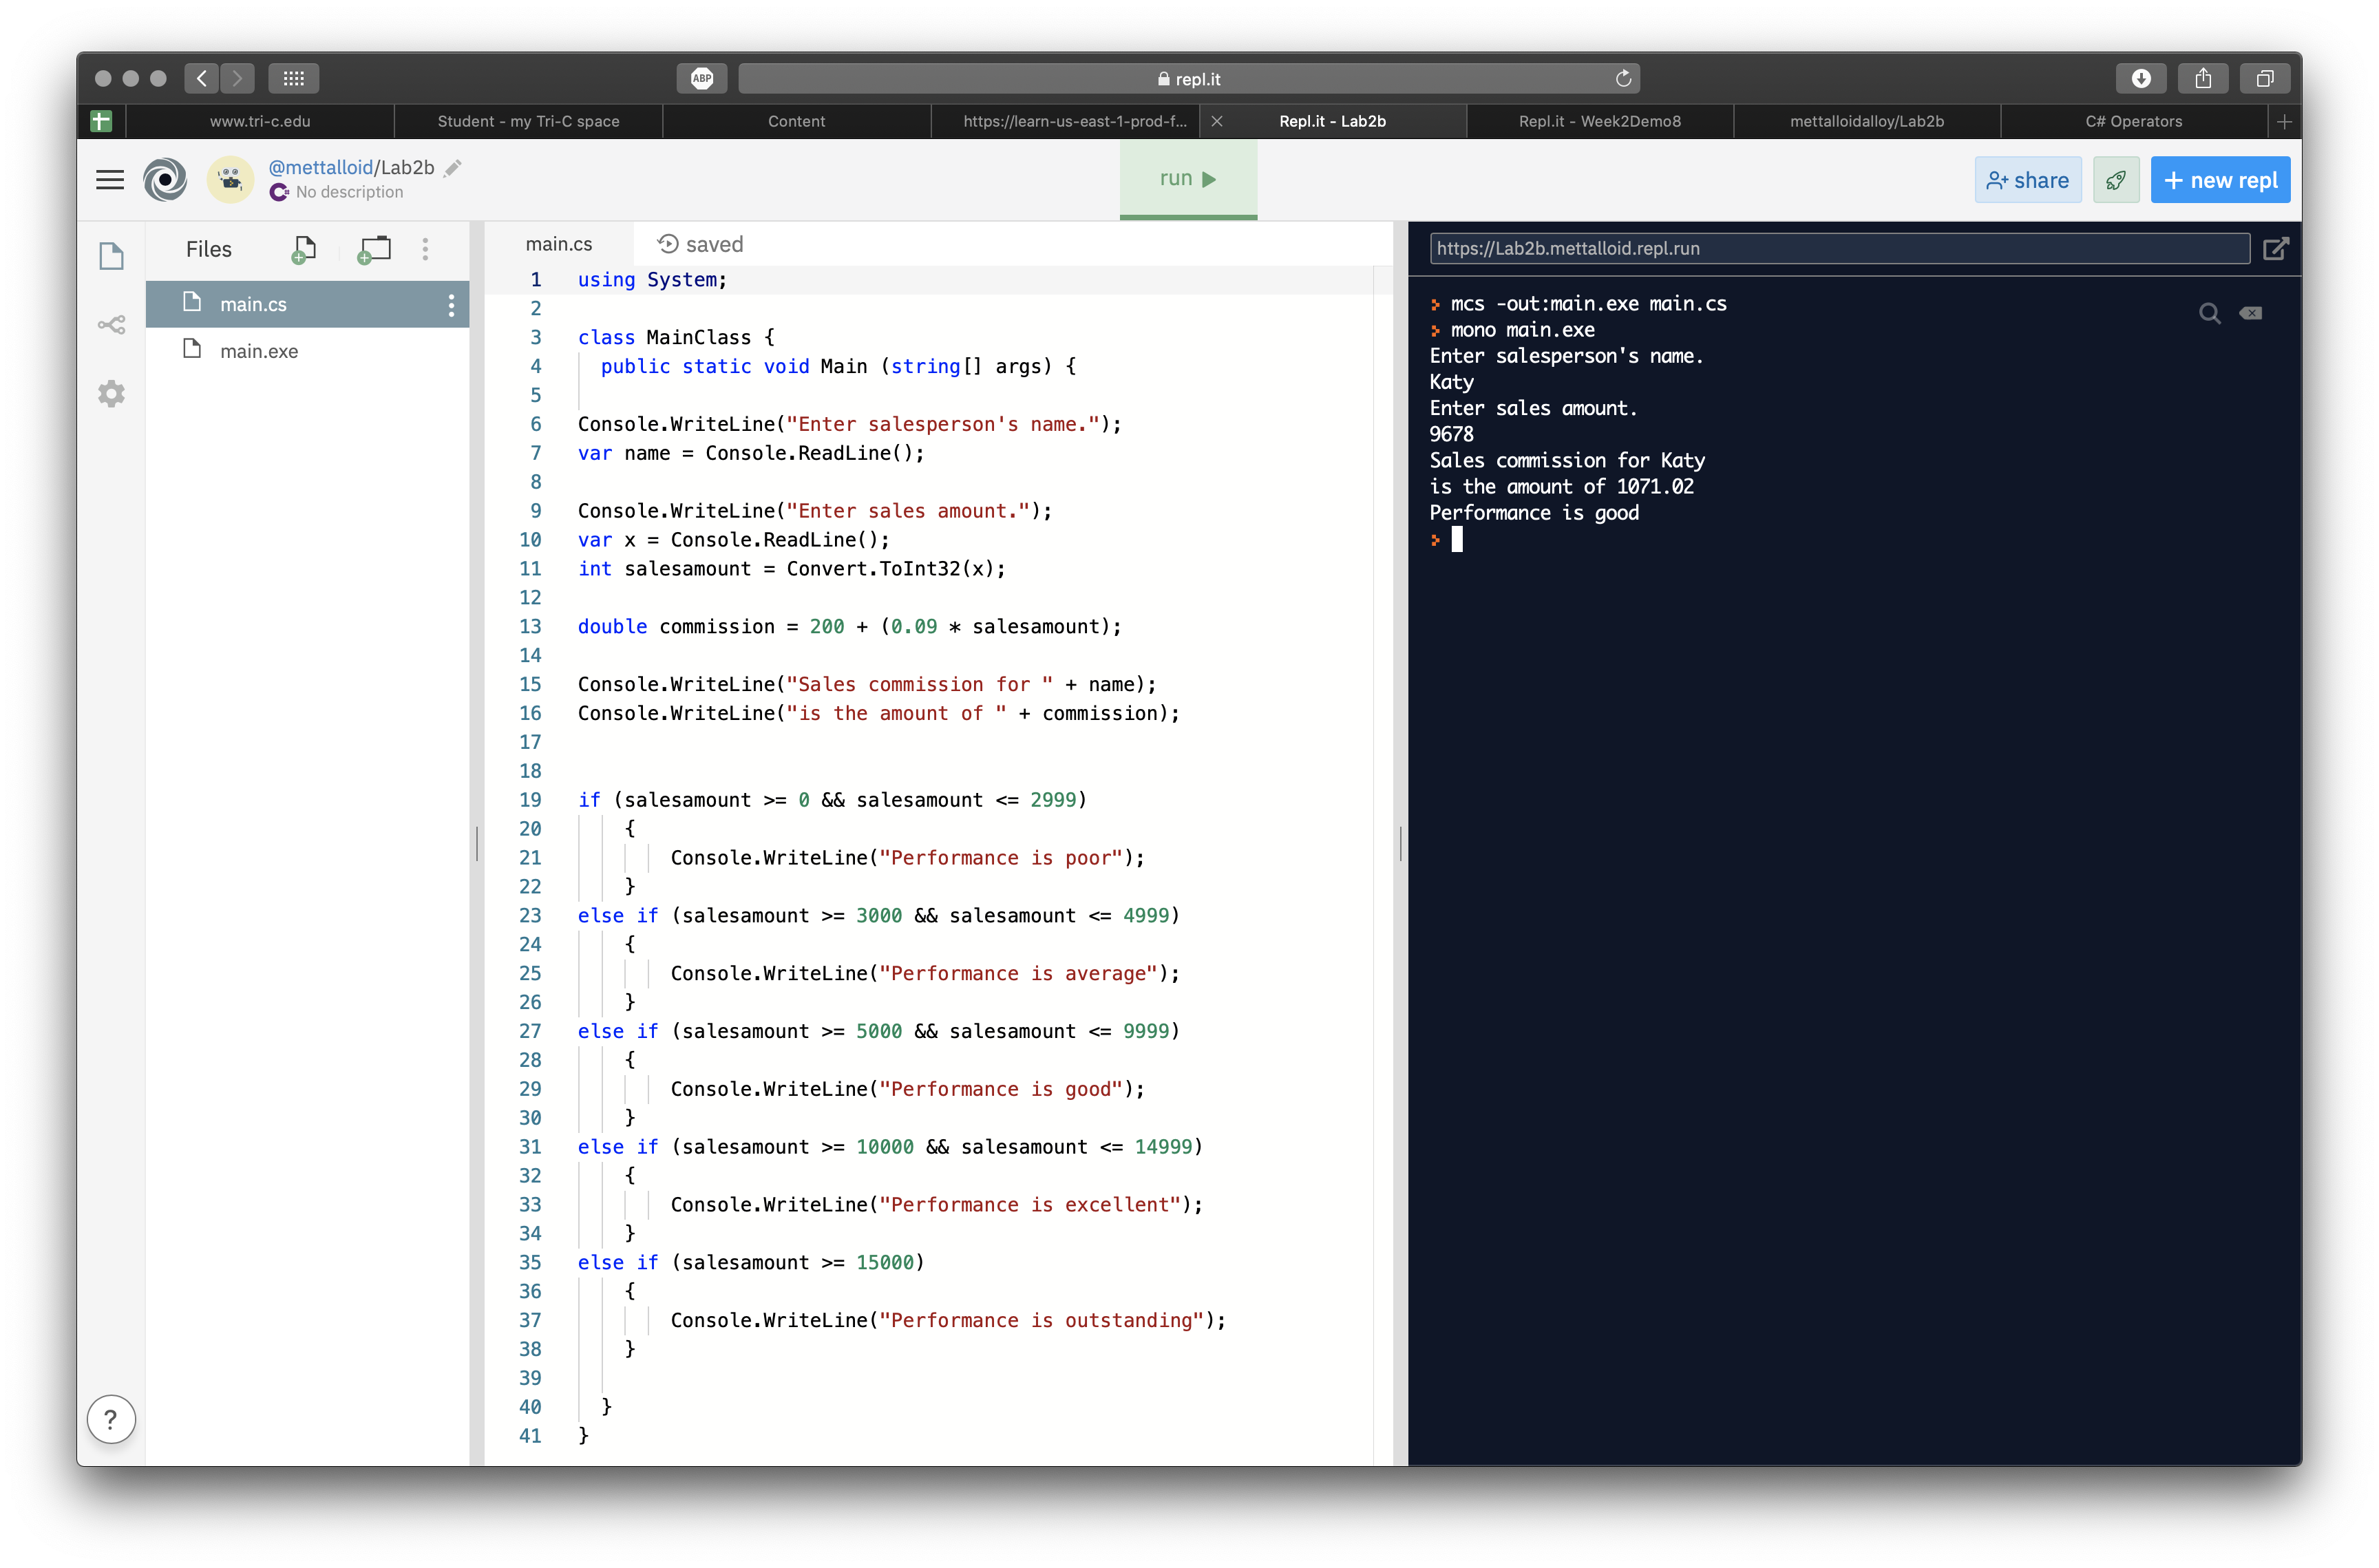 ABP
repl.it
www.tri-c.edu
Student - my Tri-C space
Content
https://learn-us-east-1-prod-f...
Repl.it - Lab2b
Repl.it - Week2Demo8
mettalloidalloy/Lab2b
C# Operators
@mettalloid/Lab2b
No description
run
share
+ new repl
Files
main.cs
main.exe
main.cs
saved
1 using System;
2
3 class MainClass {
4 public static void Main (string[] args) {
5
6 Console.WriteLine("Enter salesperson's name.");
7 var name = Console.ReadLine();
8
9 Console.WriteLine("Enter sales amount.");
10 var x = Console.ReadLine();
11 int salesamount = Convert.ToInt32(x);
12
13 double commission = 200 + (0.09 * salesamount);
14
15 Console.WriteLine("Sales commission for " + name);
16 Console.WriteLine("is the amount of " + commission);
17
18
19 if (salesamount >= 0 && salesamount <= 2999)
20 {
21 Console.WriteLine("Performance is poor");
22 }
23 else if (salesamount >= 3000 && salesamount <= 4999)
24 {
25 Console.WriteLine("Performance is average");
26 }
27 else if (salesamount >= 5000 && salesamount <= 9999)
28 {
29 Console.WriteLine("Performance is good");
30 }
31 else if (salesamount >= 10000 && salesamount <= 14999)
32 {
33 Console.WriteLine("Performance is excellent");
34 }
35 else if (salesamount >= 15000)
36 {
37 Console.WriteLine("Performance is outstanding");
38 }
39
40 }
41 }
https://Lab2b.mettalloid.repl.run
mcs -out:main.exe main.cs
mono main.exe
Enter salesperson's name.
Katy
Enter sales amount.
9678
Sales commission for Katy
is the amount of 1071.02
Performance is good
?